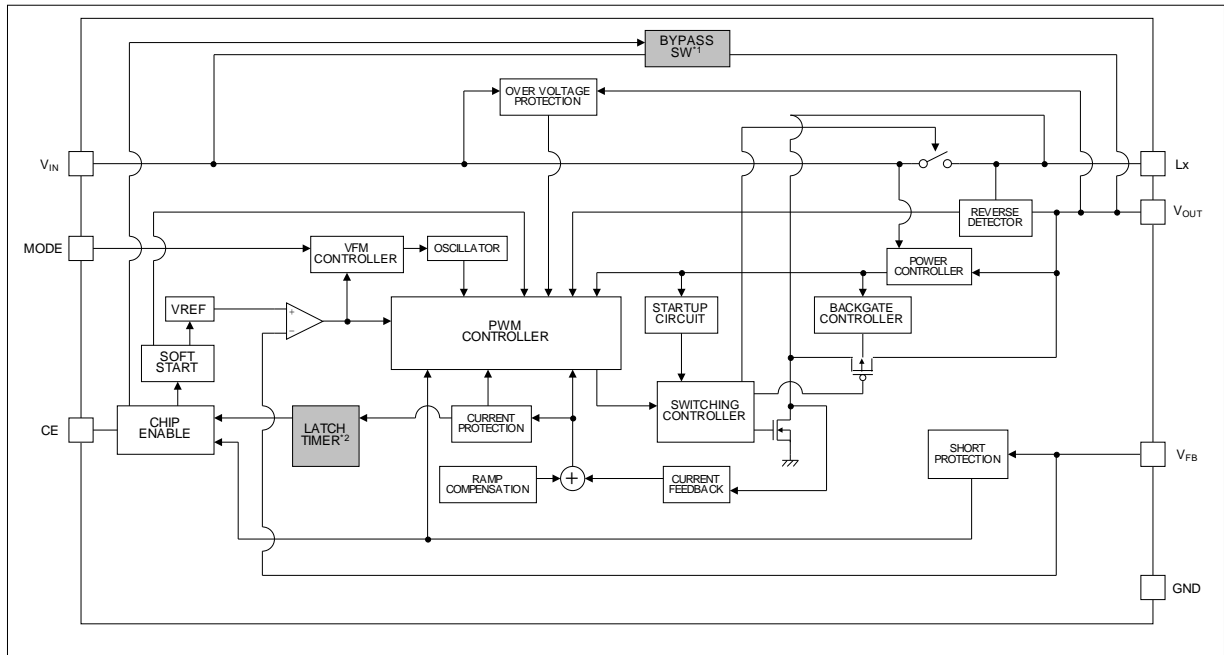 BYPASS
SW*1
OVER VOLTAGE
PROTECTION
VIN
Lx
REVERSE
DETECTOR
VOUT
MODE
VFM
CONTROLLER
OSCILLATOR
POWER
CONTROLLER
VREF
+
−
PWM
CONTROLLER
STARTUP
CIRCUIT
BACKGATE
CONTROLLER
SOFT
START
SWITCHING
CONTROLLER
CE
CHIP
ENABLE
LATCH
TIMER*2
CURRENT
PROTECTION
SHORT
PROTECTION
VFB
RAMP
COMPENSATION
+
CURRENT
FEEDBACK
GND